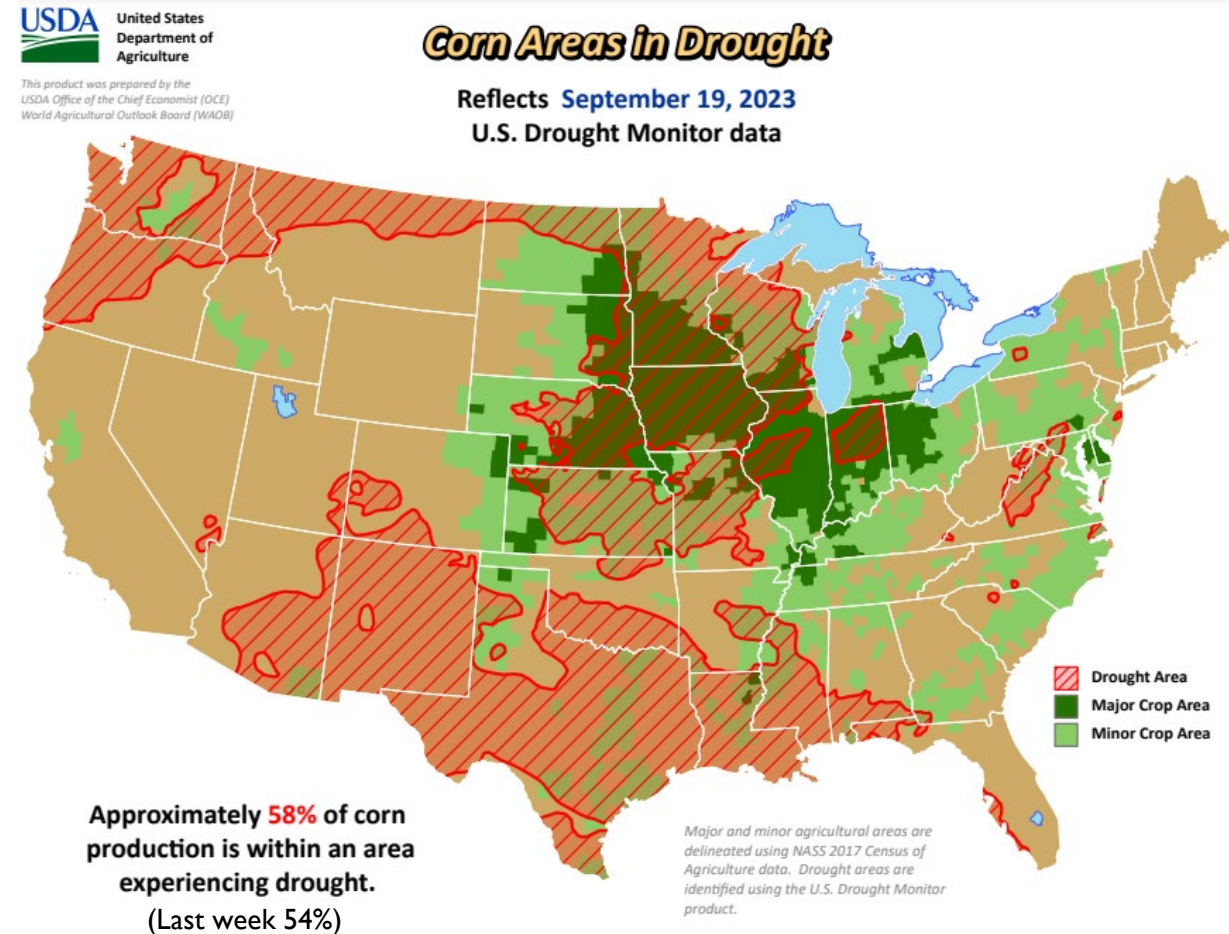 USDA
United States
Department of
Agriculture
This product was prepared by the
USDA Office of the Chief Economist (OCE)
World Agricultural Outlook Board (WAOB)
Corn Areas in Drought
Reflects September 19, 2023
U.S. Drought Monitor data
Drought Area
Major Crop Area
Minor Crop Area
Approximately 58% of corn
production is within an area
experiencing drought.
(Last week 54%)
Major and minor agricultural areas are
delineated using NASS 2017 Census of
Agriculture data. Drought areas are
identified using the U.S. Drought Monitor
product.